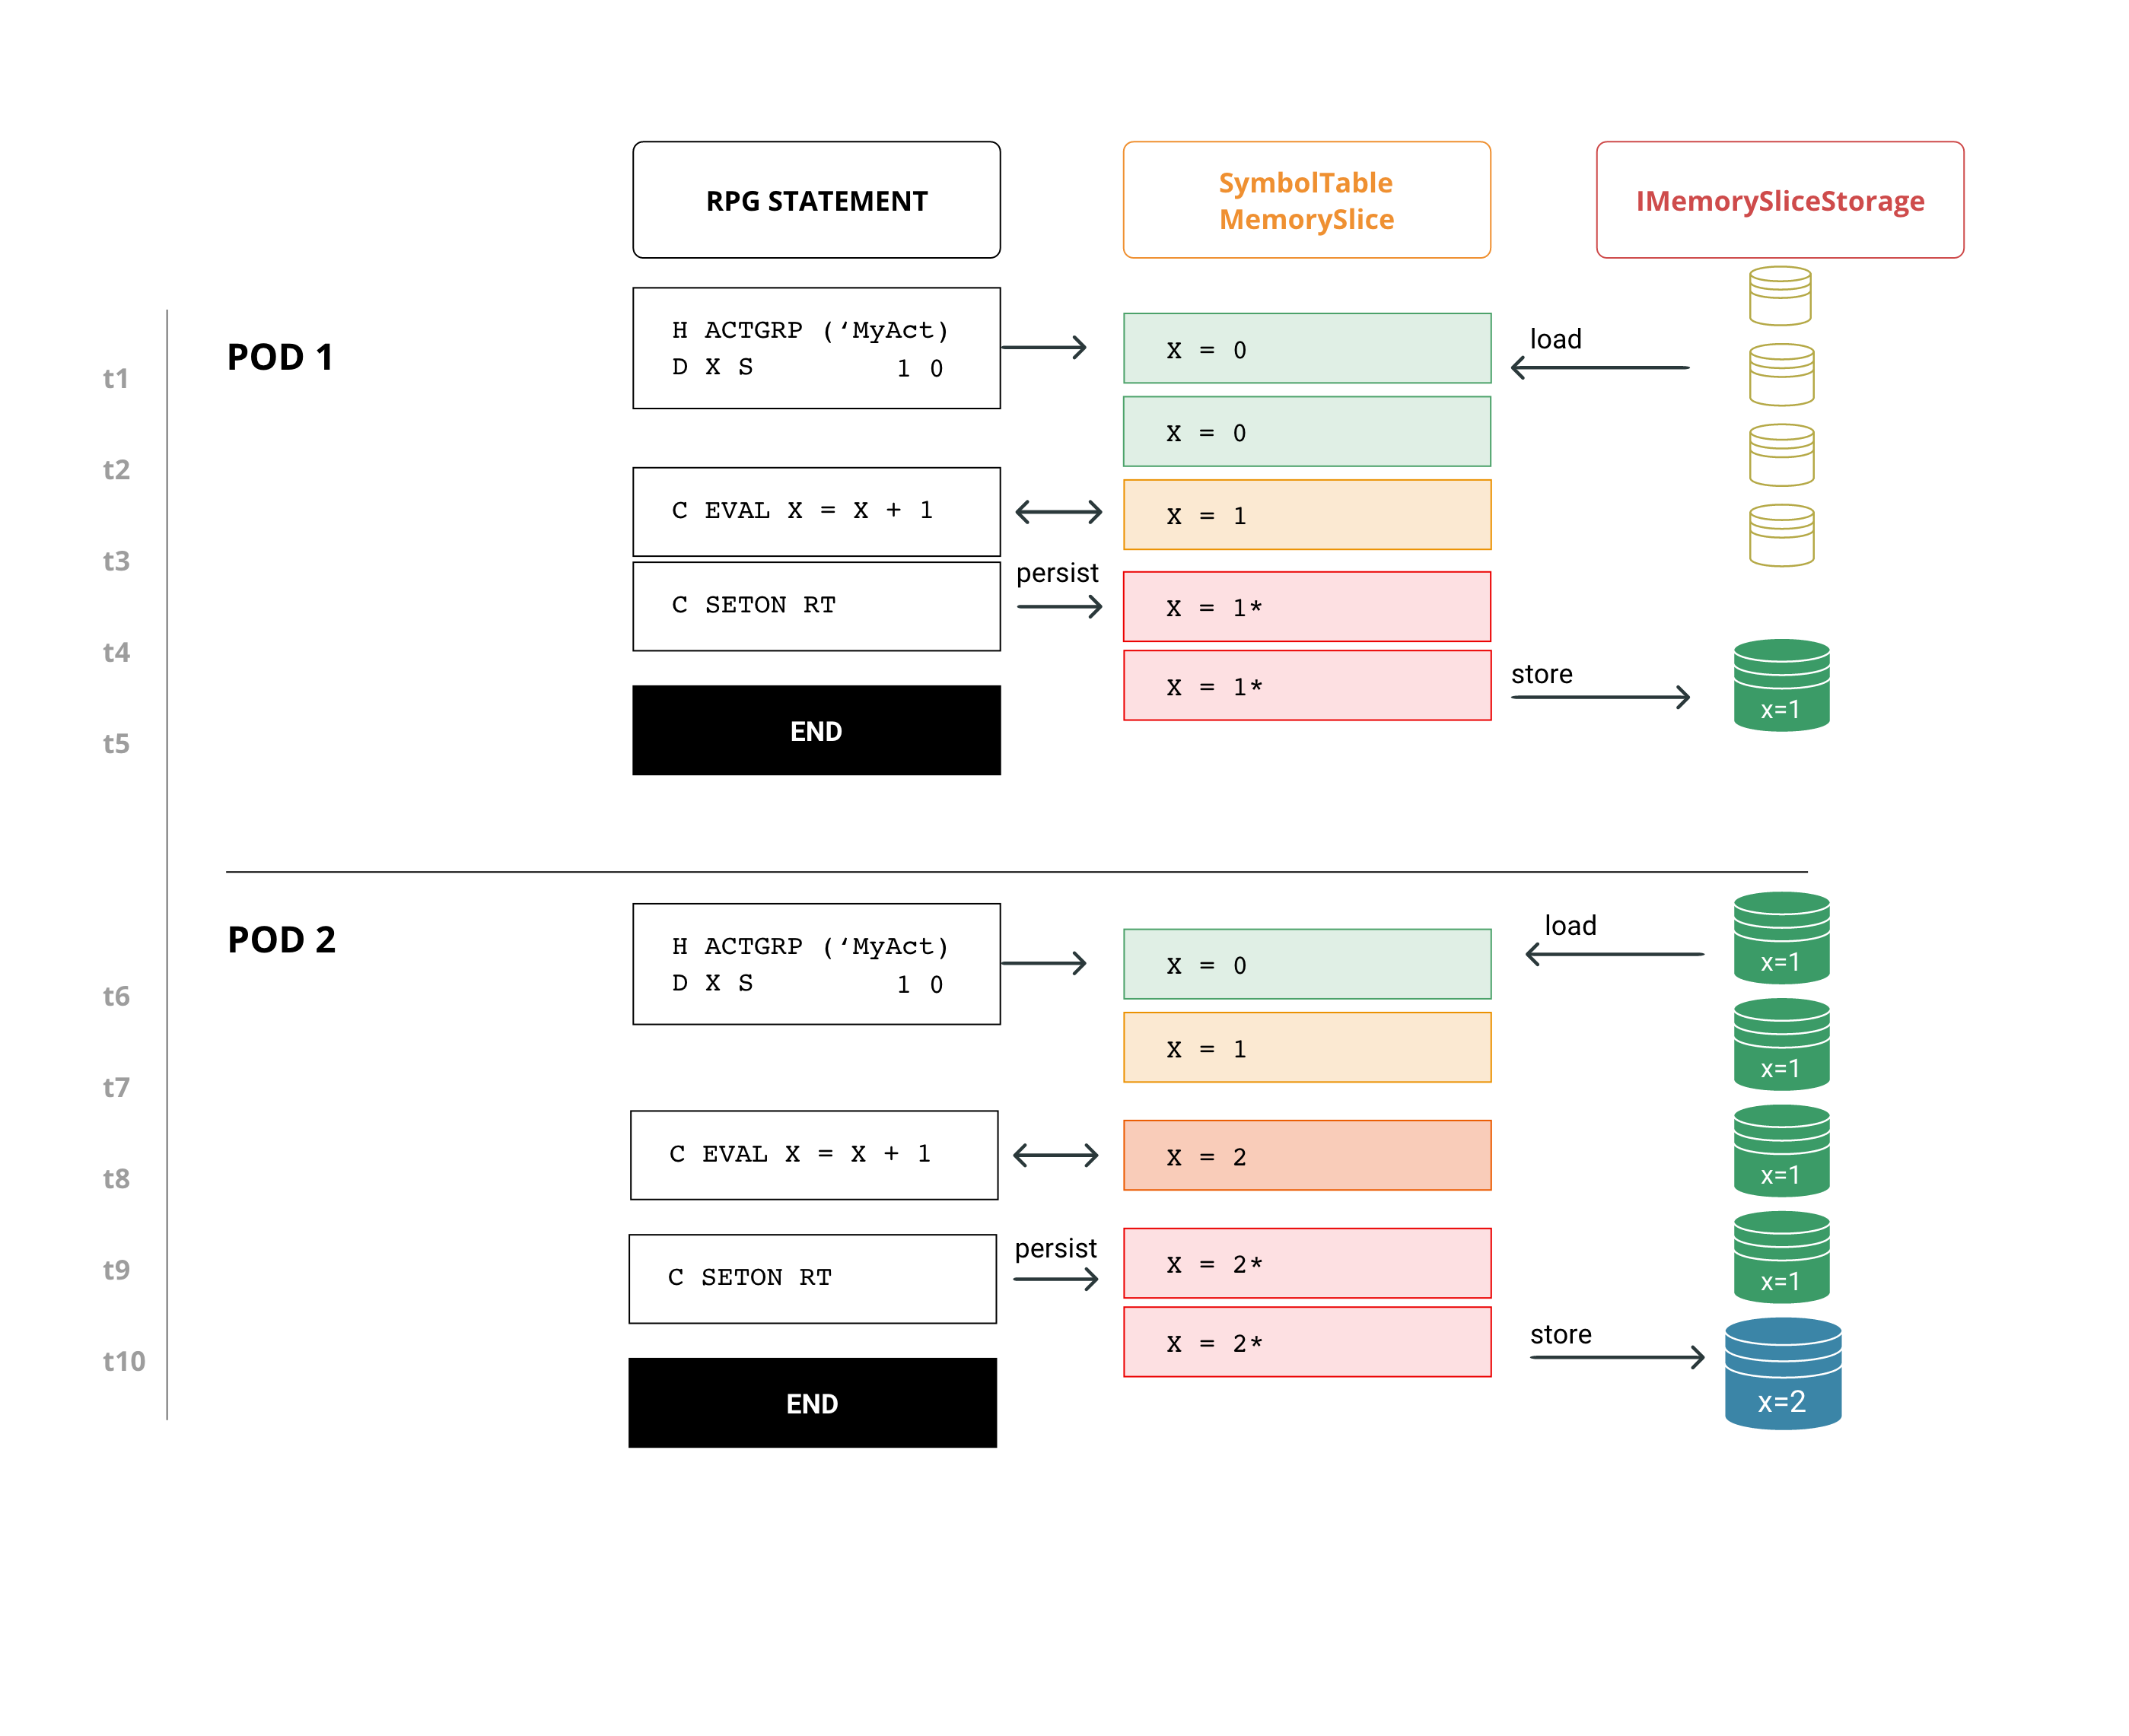 RPG STATEMENT
SymbolTable
MemorySlice
IMemorySliceStorage
POD 1
t1
t2
t3
t4
t5
H ACTGRP (‘MyAct)
D X S 1 0
X = 0
load
X = 0
C EVAL X = X + 1
X = 1
C SETON RT
persist
X = 1*
X = 1*
store
x=1
END
POD 2
t6
t7
t8
t9
t10
H ACTGRP (‘MyAct)
D X S 1 0
X = 0
load
x=1
X = 1
x=1
C EVAL X = X + 1
X = 2
x=1
C SETON RT
persist
X = 2*
x=1
X = 2*
store
x=2
END